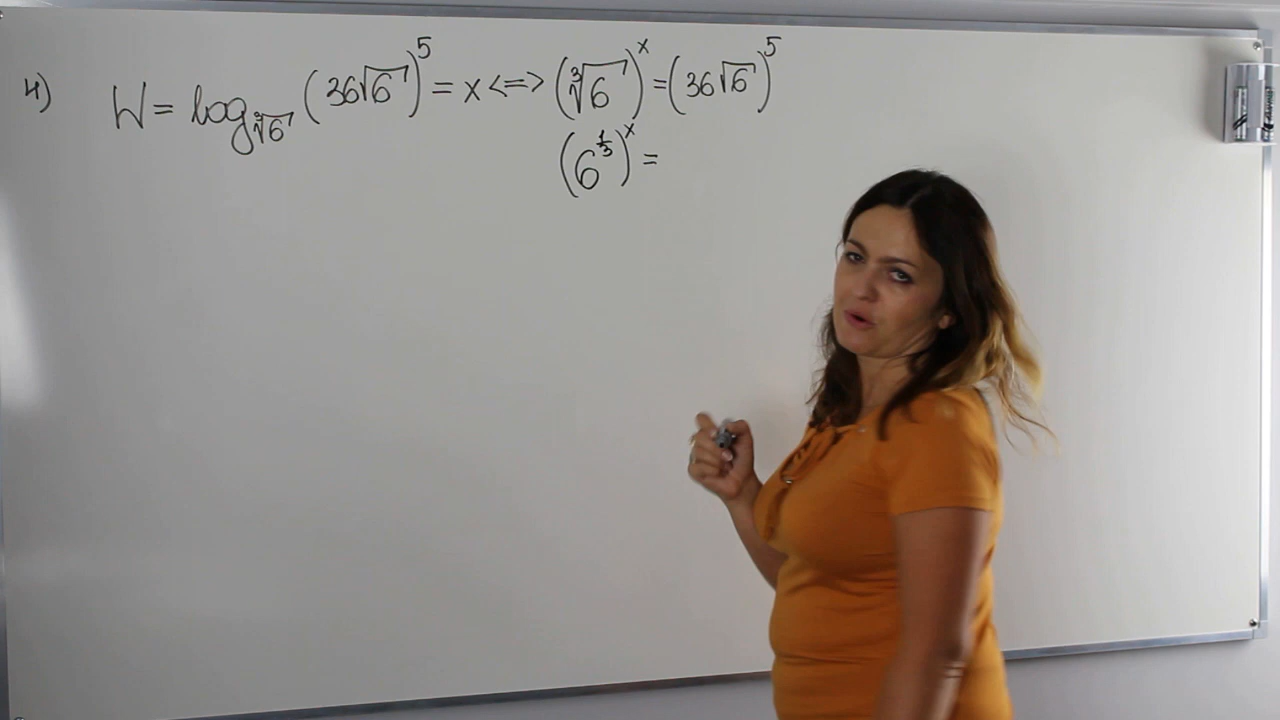 4) W = log_∛6 (36√6)^5 = x <=> (∛6)^x = (36√6)^5
(6^(1/3))^x =